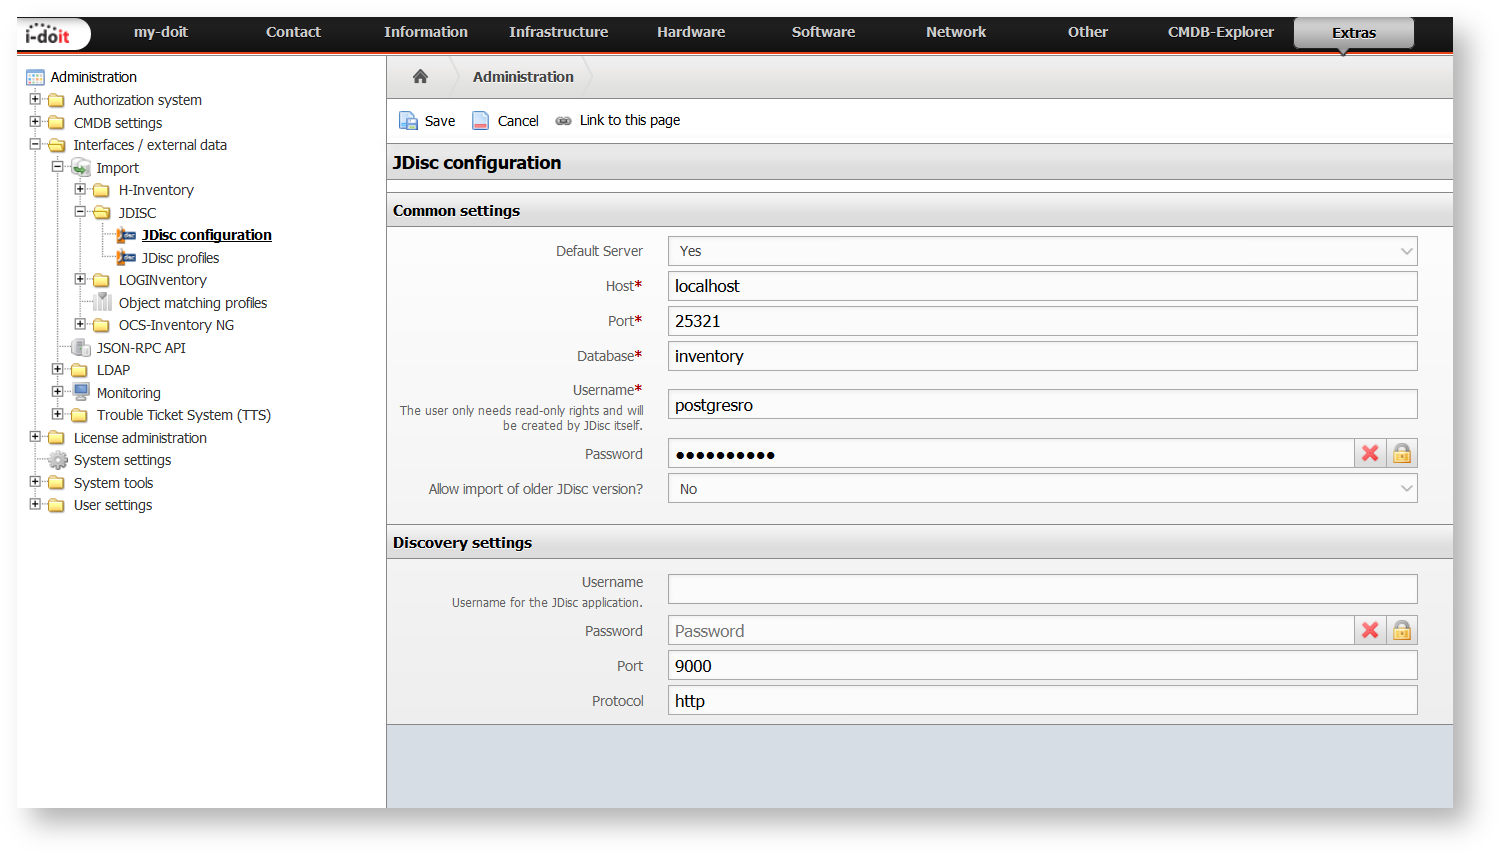 i-doit
my-doit Contact Information Infrastructure Hardware Software Network Other CMDB-Explorer Extras
Administration
Authorization system
CMDB settings
Interfaces / external data
Import
H-Inventory
JDISC
JDisc configuration
JDisc profiles
LOGINventory
Object matching profiles
OCS-Inventory NG
JSON-RPC API
LDAP
Monitoring
Trouble Ticket System (TTS)
License administration
System settings
System tools
User settings
Administration
Save Cancel Link to this page
JDisc configuration
Common settings
Default Server Yes
Host* localhost
Port* 25321
Database* inventory
Username* postgresro
The user only needs read-only rights and will
be created by JDisc itself.
Password ●●●●●●●●●●
Allow import of older JDisc version? No
Discovery settings
Username
Username for the JDisc application.
Password Password
Port 9000
Protocol http